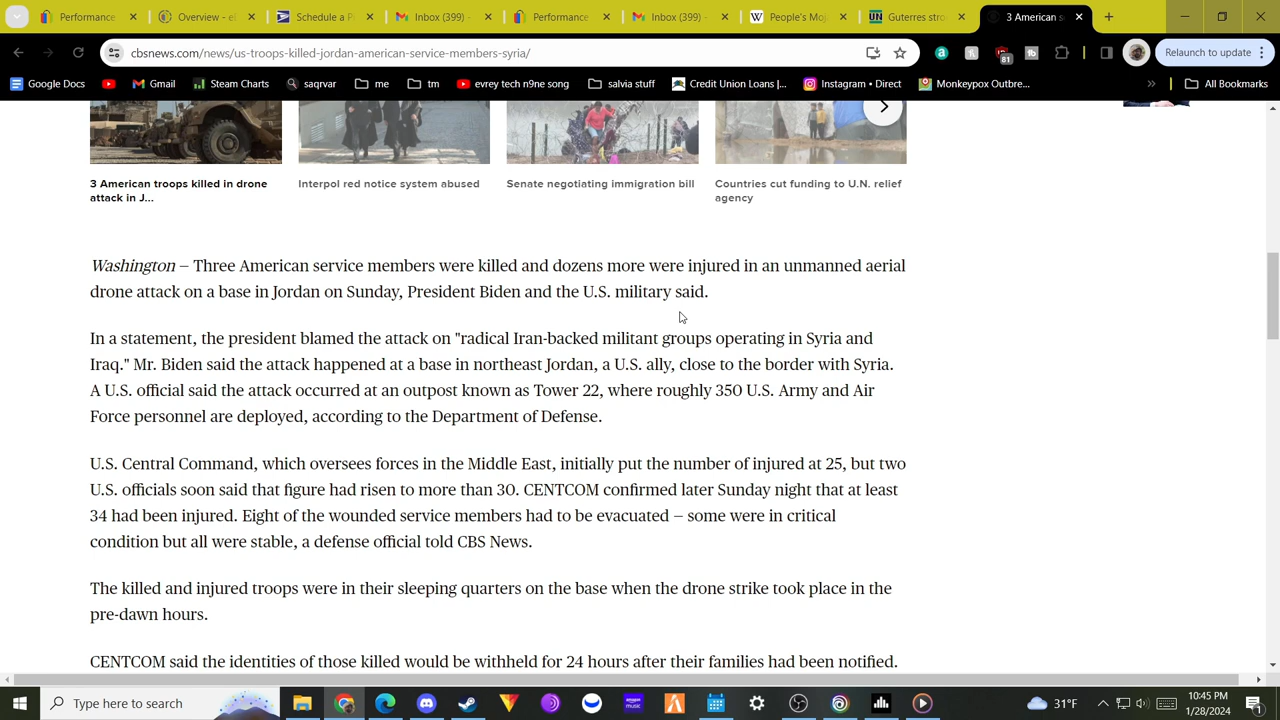 Performance
Overview - e
Schedule a P
Inbox (399) -
Performance
Inbox (399) -
People's Moj
Guterres stro
3 American s
cbsnews.com/news/us-troops-killed-jordan-american-service-members-syria/
81
Relaunch to update
Google Docs
Gmail
Steam Charts
saqrvar
me
tm
evrey tech n9ne song
salvia stuff
Credit Union Loans |...
Instagram • Direct
Monkeypox Outbre...
All Bookmarks
3 American troops killed in drone
attack in J...
Interpol red notice system abused
Senate negotiating immigration bill
Countries cut funding to U.N. relief
agency
Washington — Three American service members were killed and dozens more were injured in an unmanned aerial
drone attack on a base in Jordan on Sunday, President Biden and the U.S. military said.
In a statement, the president blamed the attack on "radical Iran-backed militant groups operating in Syria and
Iraq." Mr. Biden said the attack happened at a base in northeast Jordan, a U.S. ally, close to the border with Syria.
A U.S. official said the attack occurred at an outpost known as Tower 22, where roughly 350 U.S. Army and Air
Force personnel are deployed, according to the Department of Defense.
U.S. Central Command, which oversees forces in the Middle East, initially put the number of injured at 25, but two
U.S. officials soon said that figure had risen to more than 30. CENTCOM confirmed later Sunday night that at least
34 had been injured. Eight of the wounded service members had to be evacuated — some were in critical
condition but all were stable, a defense official told CBS News.
The killed and injured troops were in their sleeping quarters on the base when the drone strike took place in the
pre-dawn hours.
CENTCOM said the identities of those killed would be withheld for 24 hours after their families had been notified.
Type here to search
31°F
10:45 PM
1/28/2024